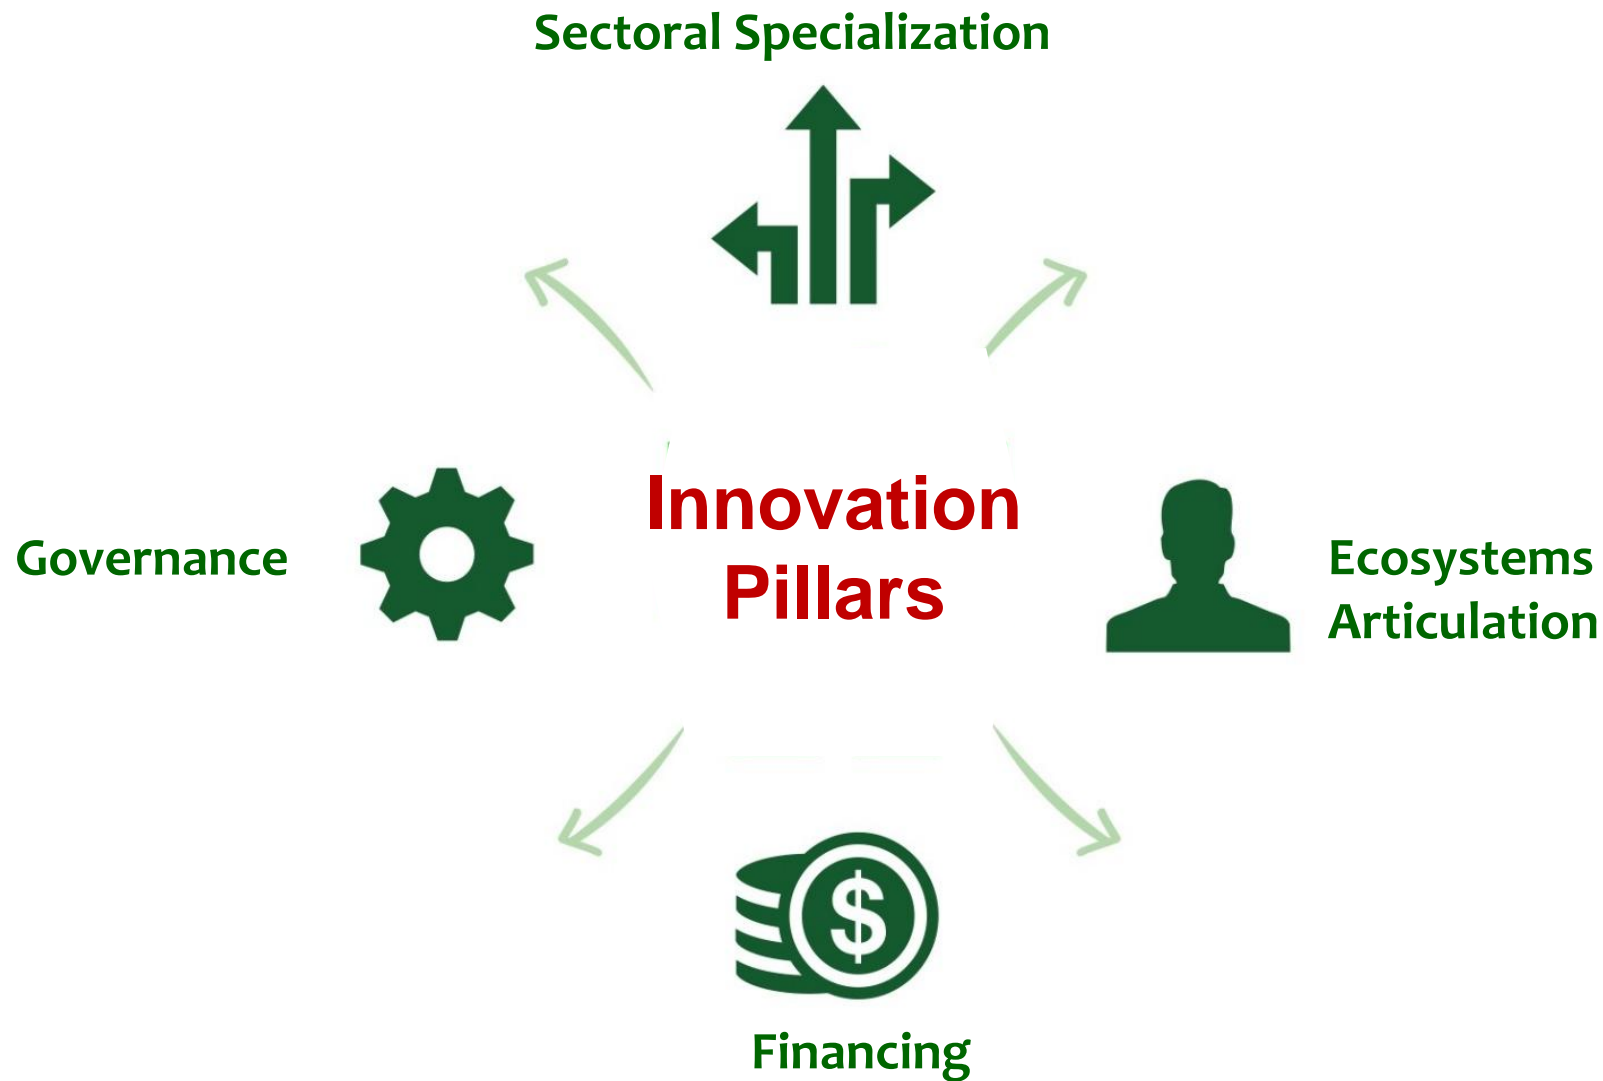 Sectoral Specialization
Innovation
Pillars
Governance
Ecosystems
Articulation
$
Financing